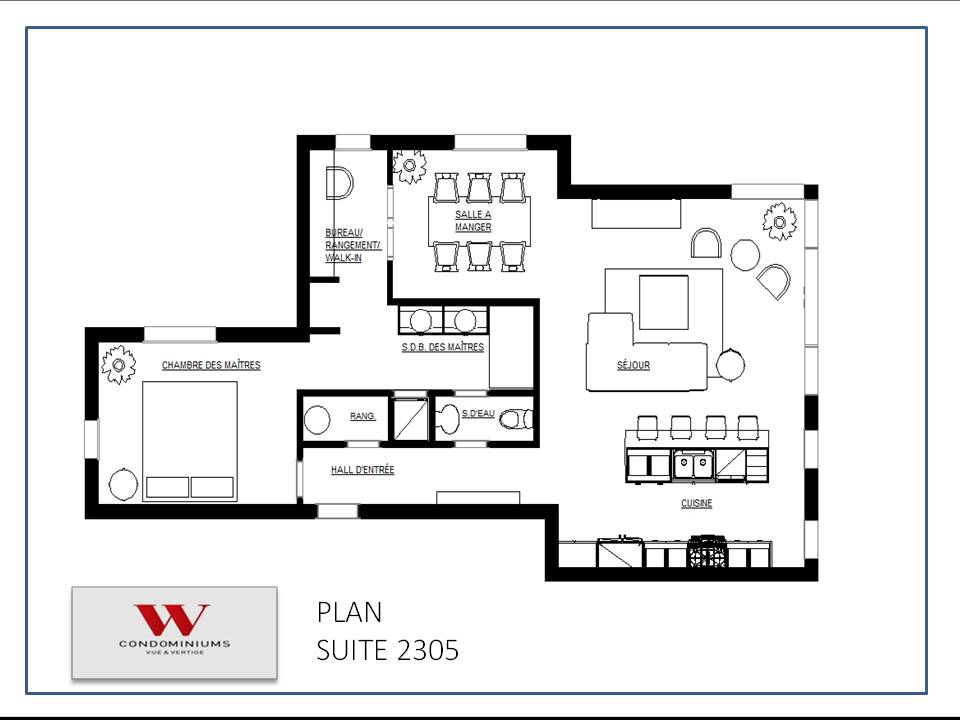 BUREAU/
RANGEMENT/
WALK-IN
SALLE A
MANGER
CHAMBRE DES MAÎTRES
S.D.B. DES MAÎTRES
SÉJOUR
RANG.
S.D'EAU
HALL D'ENTRÉE
CUISINE
W
CONDOMINIUMS
VUE & VERTIGE
PLAN
SUITE 2305